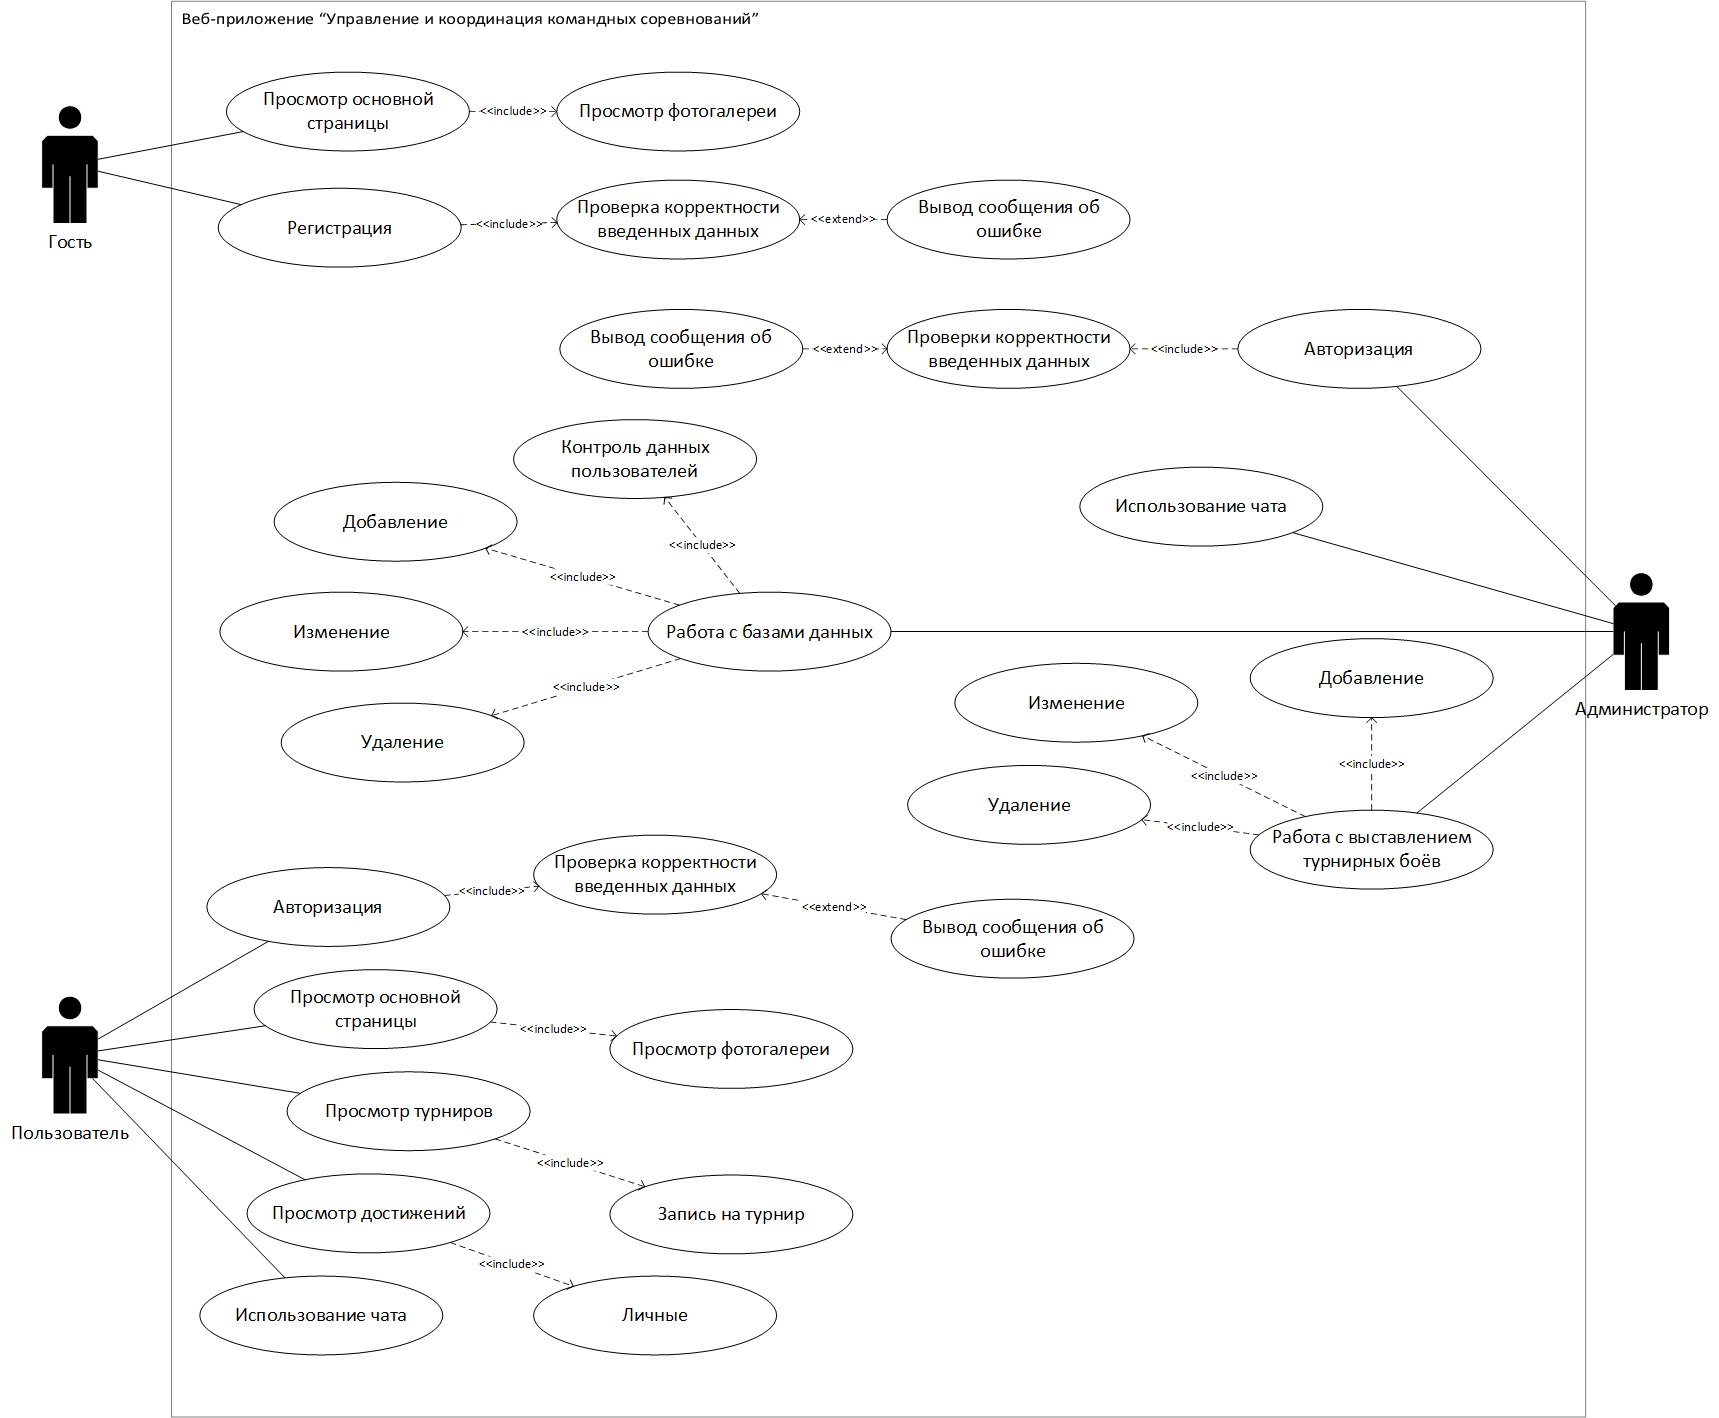 Веб-приложение “Управление и координация командных соревнований”
Просмотр основной
страницы
<<include>>
Просмотр фотогалереи
Гость
Регистрация
<<include>>
Проверка корректности
введенных данных
<<extend>>
Вывод сообщения об
ошибке
Вывод сообщения об
ошибке
<<extend>>
Проверки корректности
введенных данных
<<include>>
Авторизация
Контроль данных
пользователей
Использование чата
Добавление
<<include>>
<<include>>
Изменение
<<include>>
Работа с базами данных
<<include>>
Удаление
Администратор
Добавление
Изменение
<<include>>
<<include>>
Удаление
<<include>>
Работа с выставлением
турнирных боёв
Авторизация
<<include>>
Проверка корректности
введенных данных
<<extend>>
Вывод сообщения об
ошибке
Просмотр основной
страницы
<<include>>
Просмотр фотогалереи
Пользователь
Просмотр турниров
<<include>>
Запись на турнир
Просмотр достижений
<<include>>
Личные
Использование чата